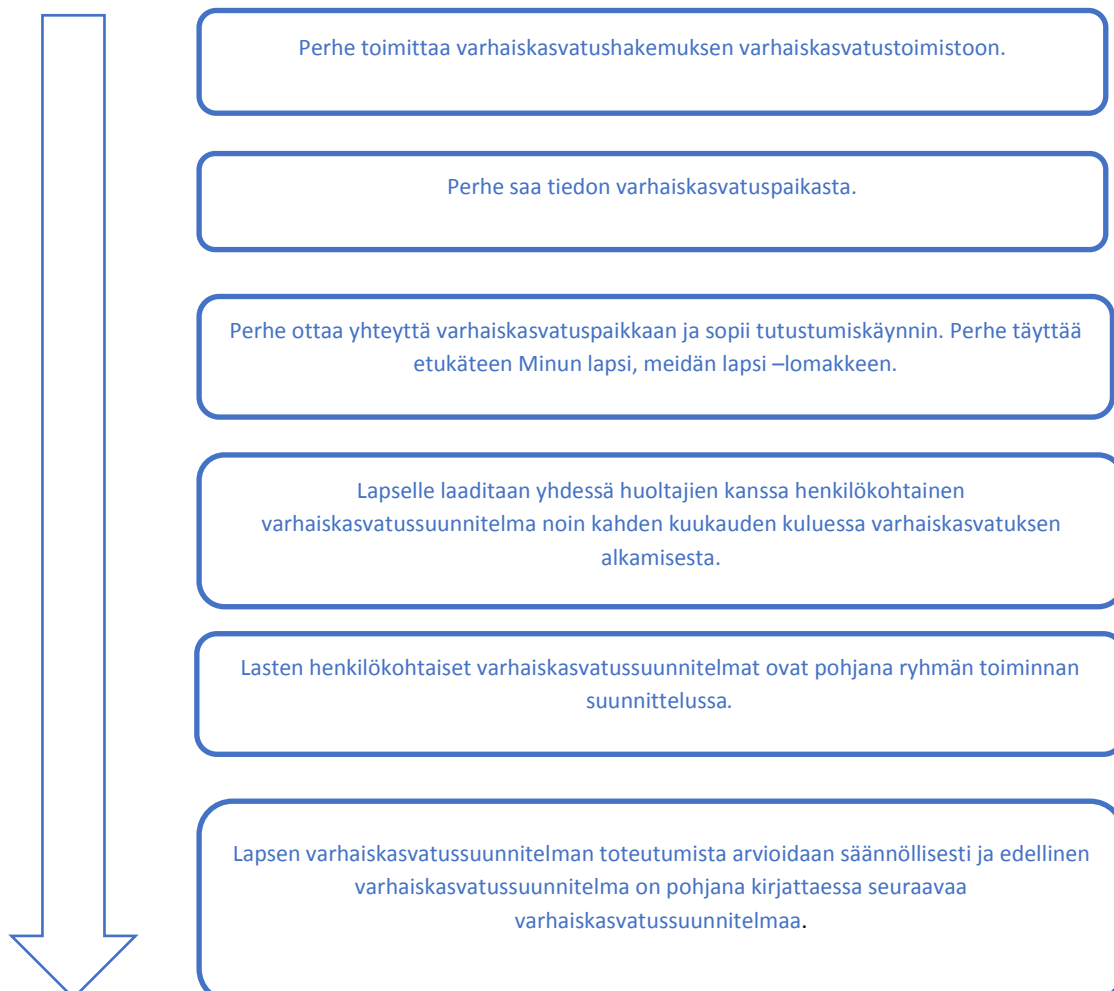 Perhe toimittaa varhaiskasvatushakemuksen varhaiskasvatustoimistoon.
Perhe saa tiedon varhaiskasvatuspaikasta.
Perhe ottaa yhteyttä varhaiskasvatuspaikkaan ja sopii tutustumiskäynnin. Perhe täyttää
etukäteen Minun lapsi, meidän lapsi –lomakkeen.
Lapselle laaditaan yhdessä huoltajien kanssa henkilökohtainen
varhaiskasvatussuunnitelma noin kahden kuukauden kuluessa varhaiskasvatuksen
alkamisesta.
Lasten henkilökohtaiset varhaiskasvatussuunnitelmat ovat pohjana ryhmän toiminnan
suunnittelussa.
Lapsen varhaiskasvatussuunnitelman toteutumista arvioidaan säännöllisesti ja edellinen
varhaiskasvatussuunnitelma on pohjana kirjattaessa seuraavaa
varhaiskasvatussuunnitelmaa.